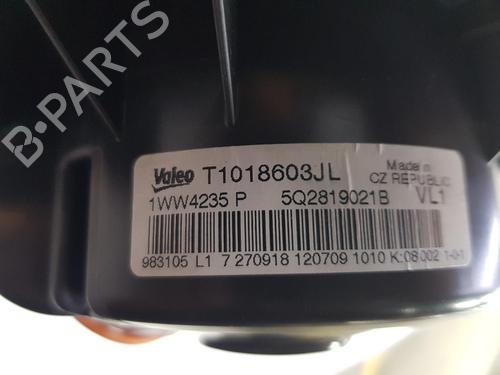 B-PARTS
Valeo T1018603JL Made in
CZ REPUBLIC
1WW4235 P 5Q2819021B VL1
983105 L1 7 270918 120709 1010 K:08002 1-0-1